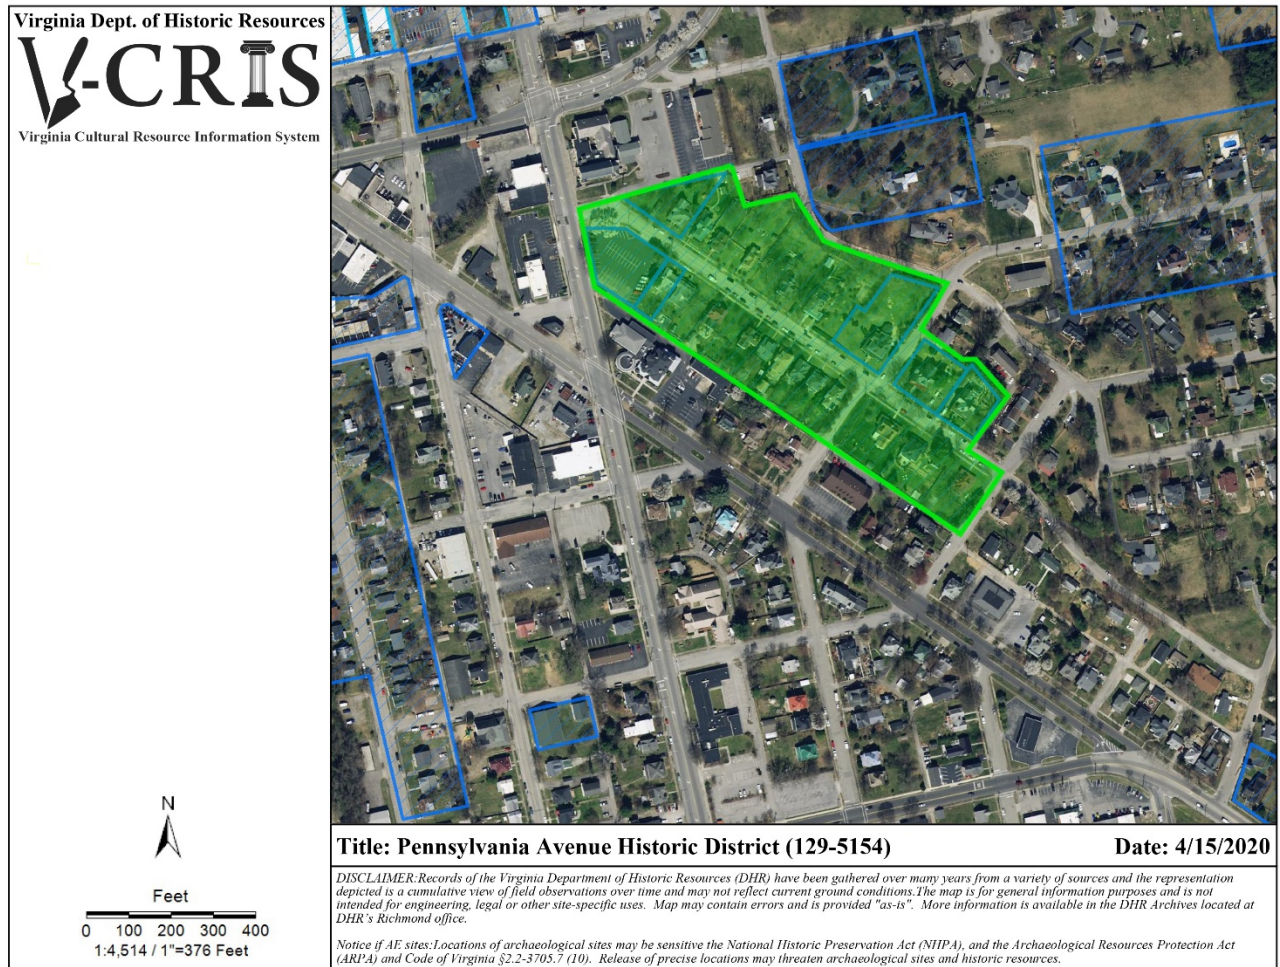 Virginia Dept. of Historic Resources
V-CRIS
Virginia Cultural Resource Information System
N
Feet
0 100 200 300 400
1:4,514 / 1"=376 Feet
Title: Pennsylvania Avenue Historic District (129-5154)
Date: 4/15/2020
DISCLAIMER:Records of the Virginia Department of Historic Resources (DHR) have been gathered over many years from a variety of sources and the representation
depicted is a cumulative view of field observations over time and may not reflect current ground conditions.The map is for general information purposes and is not
intended for engineering, legal or other site-specific uses. Map may contain errors and is provided "as-is". More information is available in the DHR Archives located at
DHR's Richmond office.
Notice if AE sites:Locations of archaeological sites may be sensitive the National Historic Preservation Act (NHPA), and the Archaeological Resources Protection Act
(ARPA) and Code of Virginia §2.2-3705.7 (10). Release of precise locations may threaten archaeological sites and historic resources.